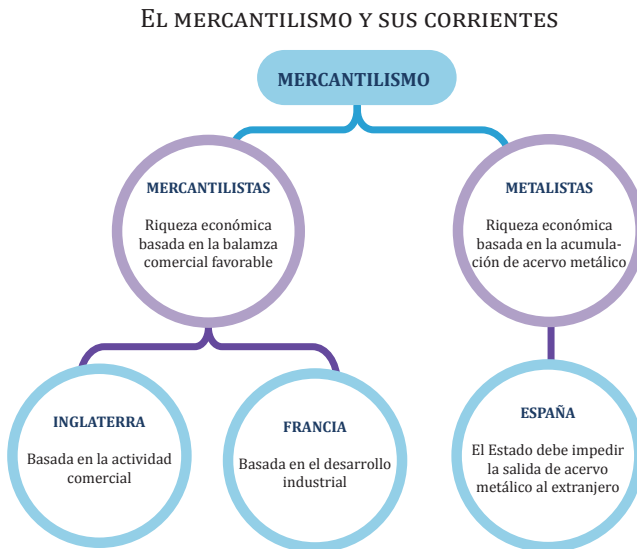 El mercantilismo y sus corrientes
MERCANTILISMO
MERCANTILISTAS
Riqueza económica
basada en la balamza
comercial favorable
METALISTAS
Riqueza económica
basada en la acumula-
ción de acervo metálico
INGLATERRA
Basada en la actividad
comercial
FRANCIA
Basada en el desarrollo
industrial
ESPAÑA
El Estado debe impedir
la salida de acervo
metálico al extranjero